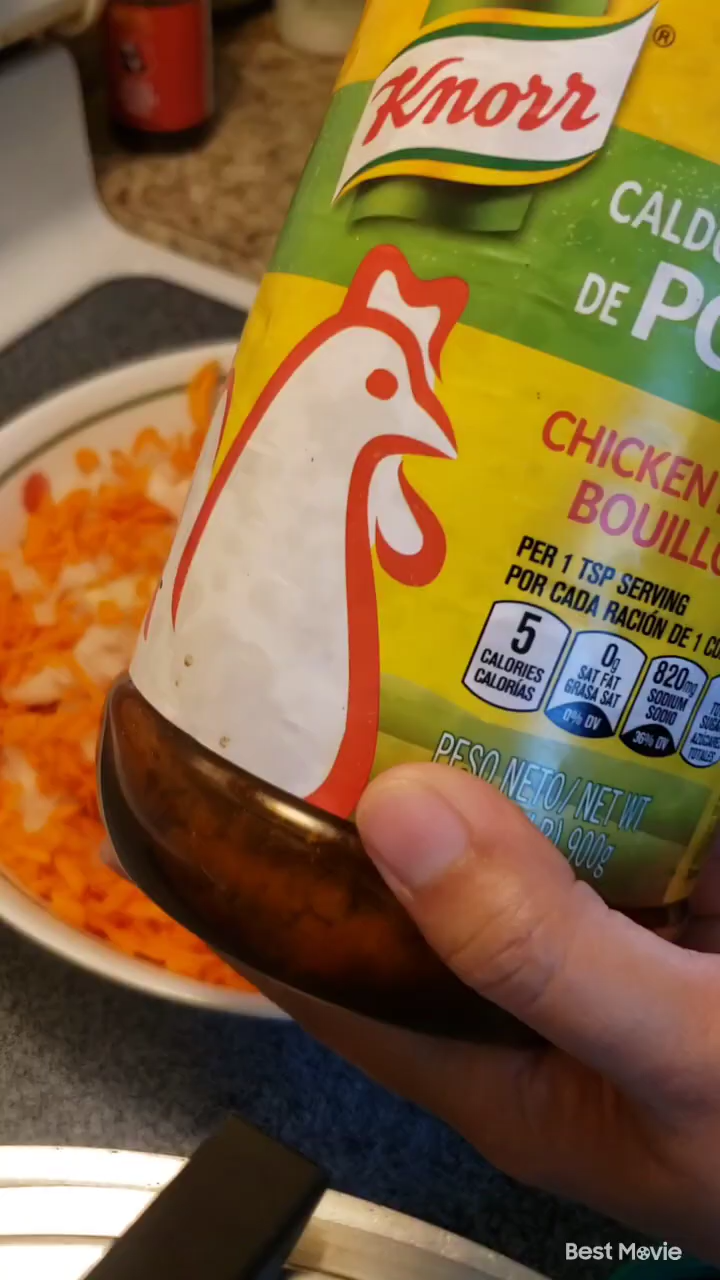 Knorr®
CALDO
DE PO
CHICKEN
BOUILLO
PER 1 TSP SERVING
POR CADA RACIÓN DE 1 CU
5
CALORIES
CALORÍAS
0g
SAT FAT
GRASA SAT
0% DV
820mg
SODIUM
SODIO
36% DV
PESO NETO/NET WT
900g
Best Movie